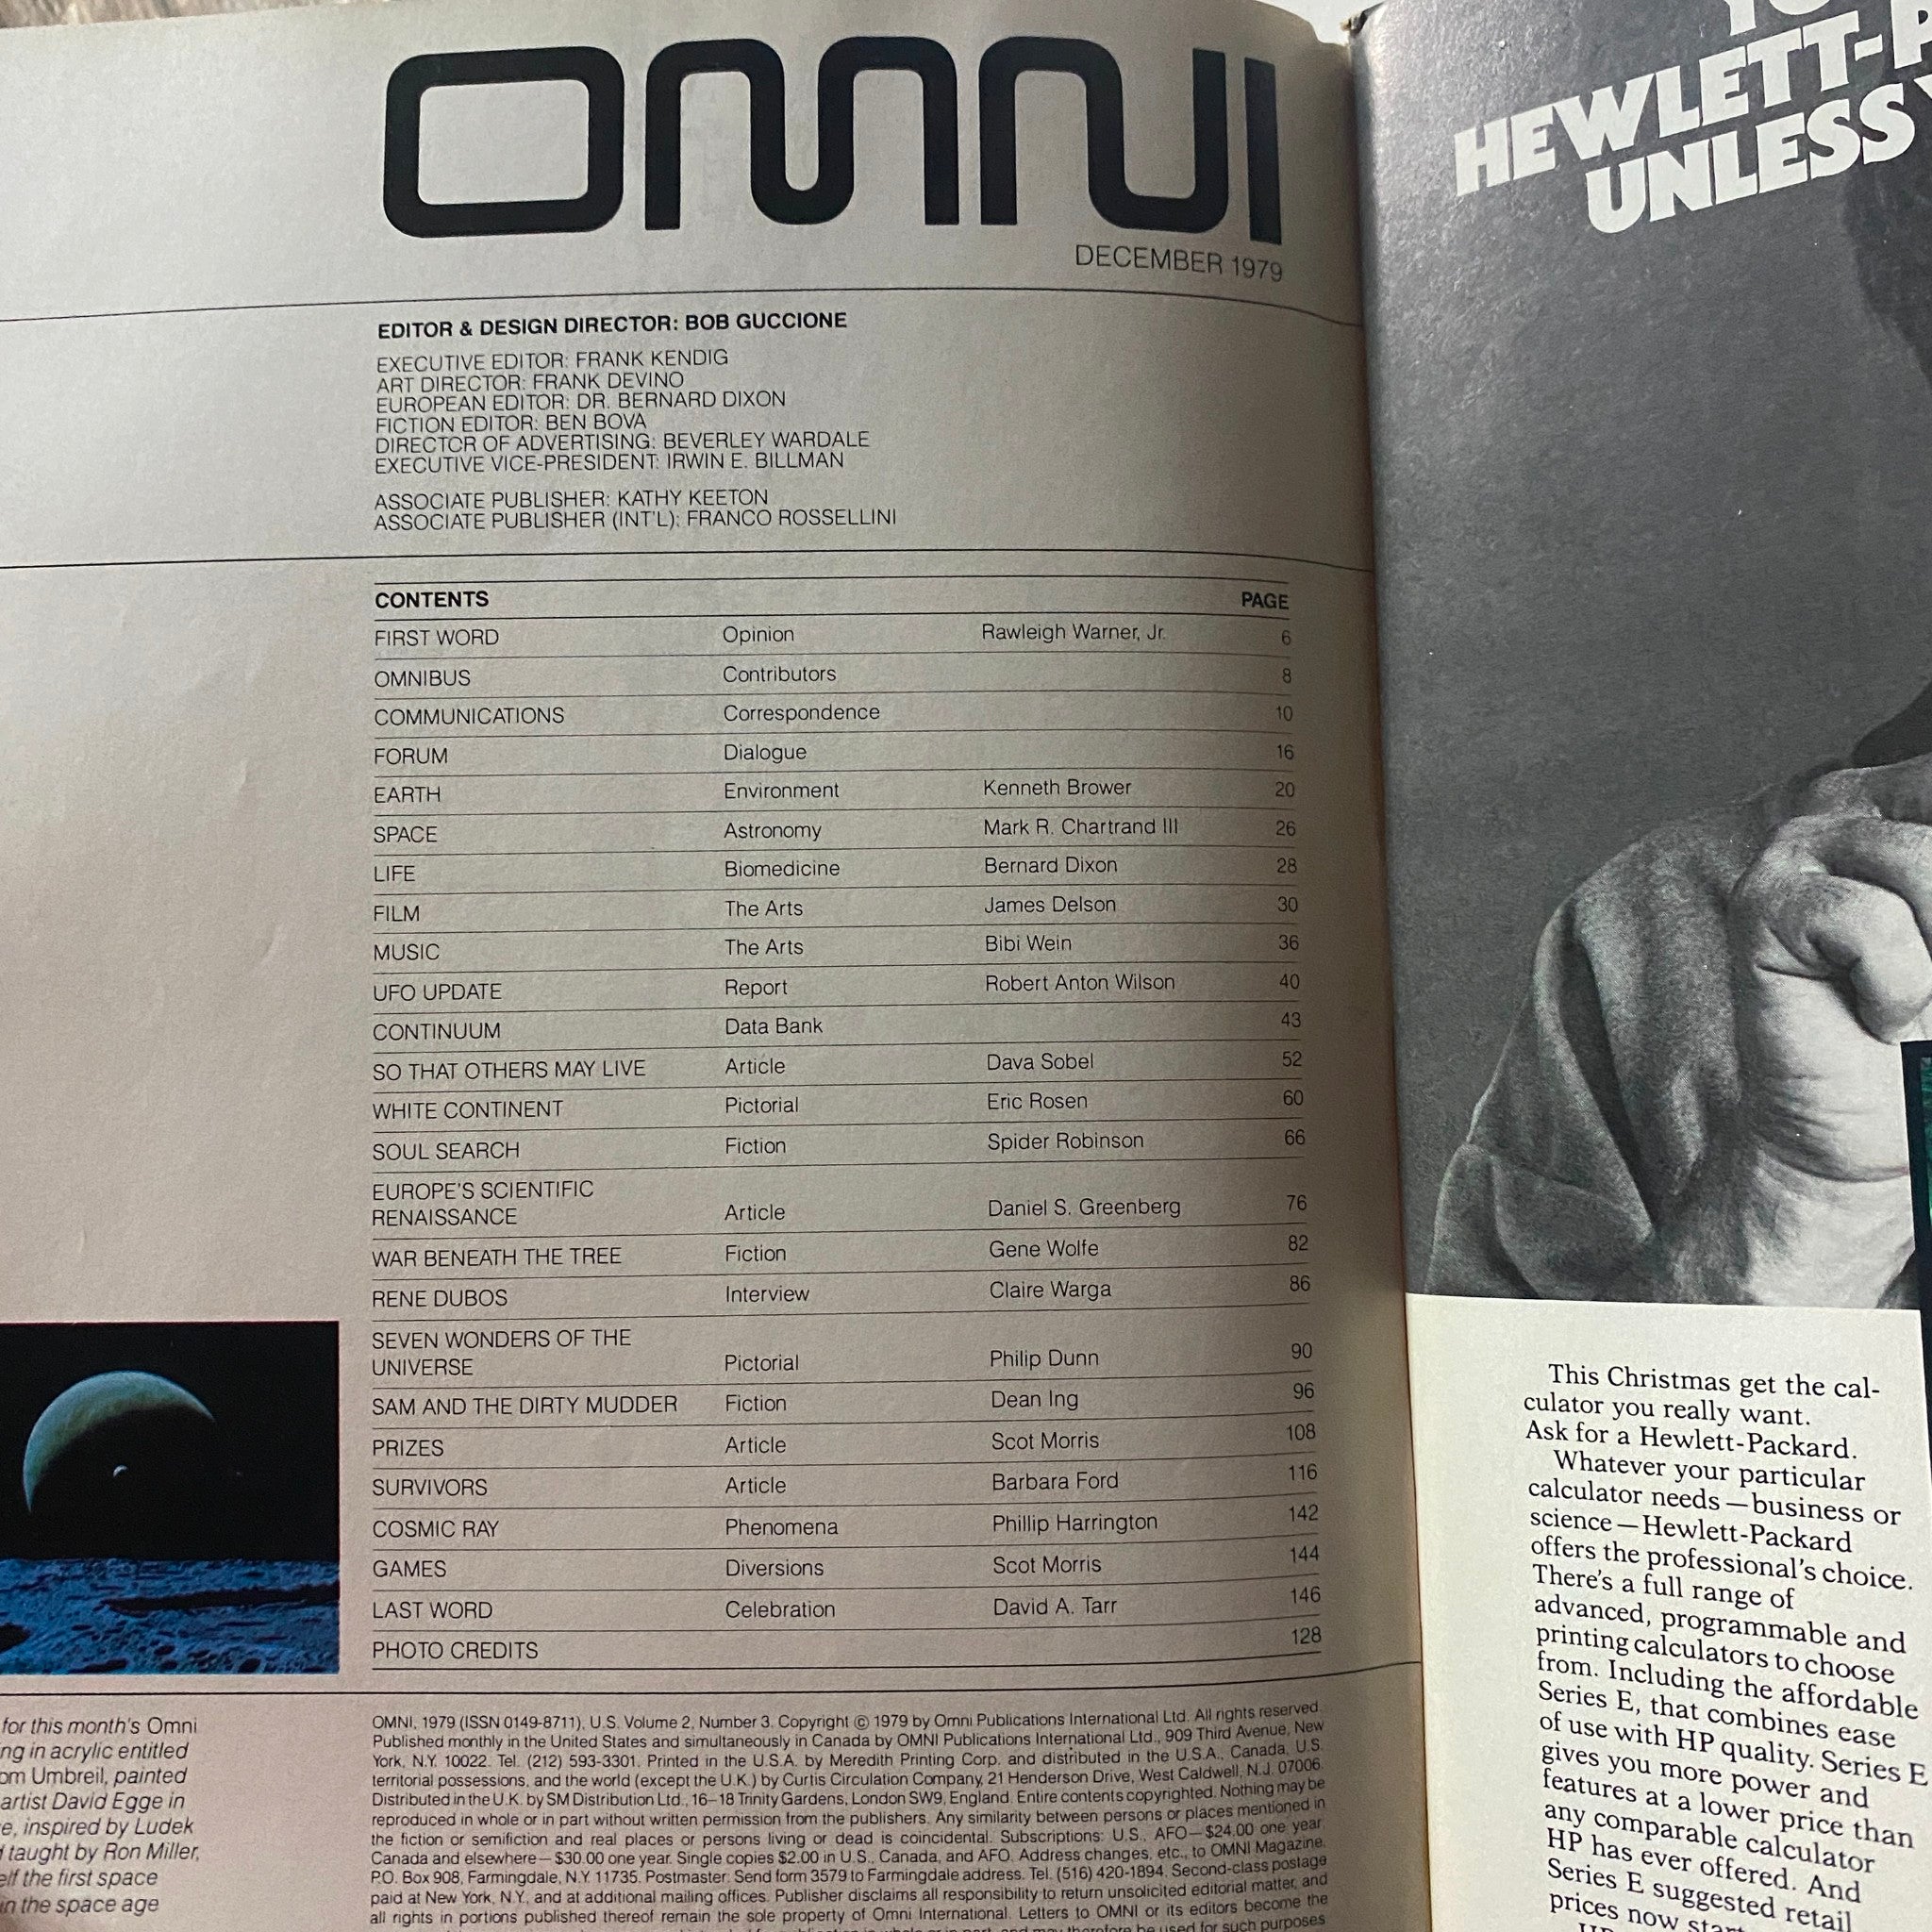 OMNI
DECEMBER 1979
EDITOR & DESIGN DIRECTOR: BOB GUCCIONE
EXECUTIVE EDITOR: FRANK KENDIG
ART DIRECTOR: FRANK DEVINO
EUROPEAN EDITOR: DR. BERNARD DIXON
FICTION EDITOR: BEN BOVA
DIRECTOR OF ADVERTISING: BEVERLEY WARDALE
EXECUTIVE VICE-PRESIDENT: IRWIN E. BILLMAN
ASSOCIATE PUBLISHER: KATHY KEETON
ASSOCIATE PUBLISHER (INT'L): FRANCO ROSSELLINI
CONTENTS PAGE
FIRST WORD Opinion Rawleigh Warner, Jr. 6
OMNIBUS Contributors 8
COMMUNICATIONS Correspondence 10
FORUM Dialogue 16
EARTH Environment Kenneth Brower 20
SPACE Astronomy Mark R. Chartrand III 26
LIFE Biomedicine Bernard Dixon 28
FILM The Arts James Delson 30
MUSIC The Arts Bibi Wein 36
UFO UPDATE Report Robert Anton Wilson 40
CONTINUUM Data Bank 43
SO THAT OTHERS MAY LIVE Article Dava Sobel 52
WHITE CONTINENT Pictorial Eric Rosen 60
SOUL SEARCH Fiction Spider Robinson 66
EUROPE'S SCIENTIFIC
RENAISSANCE Article Daniel S. Greenberg 76
WAR BENEATH THE TREE Fiction Gene Wolfe 82
RENE DUBOS Interview Claire Warga 86
SEVEN WONDERS OF THE
UNIVERSE Pictorial Philip Dunn 90
SAM AND THE DIRTY MUDDER Fiction Dean Ing 96
PRIZES Article Scot Morris 108
SURVIVORS Article Barbara Ford 116
COSMIC RAY Phenomena Phillip Harrington 142
GAMES Diversions Scot Morris 144
LAST WORD Celebration David A. Tarr 146
PHOTO CREDITS 128
for this month's Omni
ng in acrylic entitled
om Umbreil, painted
artist David Egge in
e, inspired by Ludek
taught by Ron Miller,
elf the first space
in the space age
OMNI, 1979 (ISSN 0149-8711), U.S. Volume 2, Number 3. Copyright © 1979 by Omni Publications International Ltd. All rights reserved.
Published monthly in the United States and simultaneously in Canada by OMNI Publications International Ltd., 909 Third Avenue, New
York, N.Y. 10022. Tel. (212) 593-3301. Printed in the U.S.A. by Meredith Printing Corp. and distributed in the U.S.A., Canada, U.S.
territorial possessions, and the world (except the U.K.) by Curtis Circulation Company, 21 Henderson Drive, West Caldwell, N.J. 07006.
Distributed in the U.K. by SM Distribution Ltd., 16–18 Trinity Gardens, London SW9, England. Entire contents copyrighted. Nothing may be
reproduced in whole or in part without written permission from the publishers. Any similarity between persons or places mentioned in
the fiction or semifiction and real places or persons living or dead is coincidental. Subscriptions: U.S., AFO—$24.00 one year.
Canada and elsewhere—$30.00 one year. Single copies $2.00 in U.S., Canada, and AFO. Address changes, etc., to OMNI Magazine,
P.O. Box 908, Farmingdale, N.Y. 11735. Postmaster: Send form 3579 to Farmingdale address. Tel. (516) 420-1894. Second-class postage
paid at New York, N.Y., and at additional mailing offices. Publisher disclaims all responsibility to return unsolicited editorial matter, and
all rights in portions published thereof remain the sole property of Omni International. Letters to OMNI or its editors become the
HEWLETT-P
UNLESS
This Christmas get the cal-
culator you really want.
Ask for a Hewlett-Packard.
Whatever your particular
calculator needs—business or
science—Hewlett-Packard
offers the professional's choice.
There's a full range of
advanced, programmable and
printing calculators to choose
from. Including the affordable
Series E, that combines ease
of use with HP quality. Series E
gives you more power and
features at a lower price than
any comparable calculator
HP has ever offered. And
Series E suggested retail
prices now